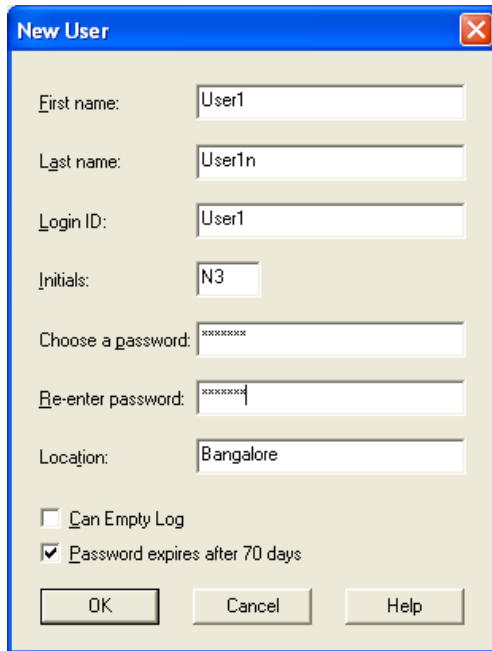 New User
First name: User1
Last name: User1n
Login ID: User1
Initials: N3
Choose a password: *******
Re-enter password: *******
Location: Bangalore
Can Empty Log
Password expires after 70 days
OK Cancel Help